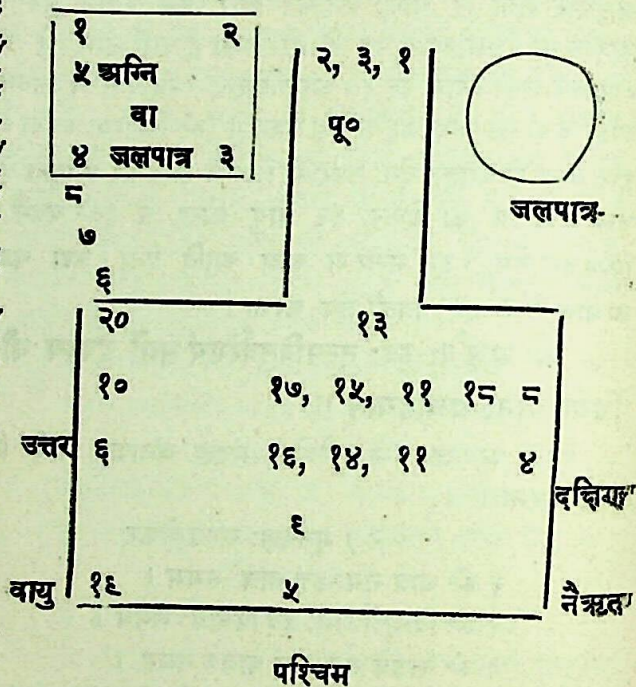 १ २
५ अग्नि
वा
४ जलपात्र ३
८
७
६
२, ३, १
पू०
जलपात्र
२० १३
१० १७, १५, ११ १८ ८
उत्तर ६ १६, १४, ११ ४
दक्षिण
६
वायु १६ ५ नैऋत
पश्चिम